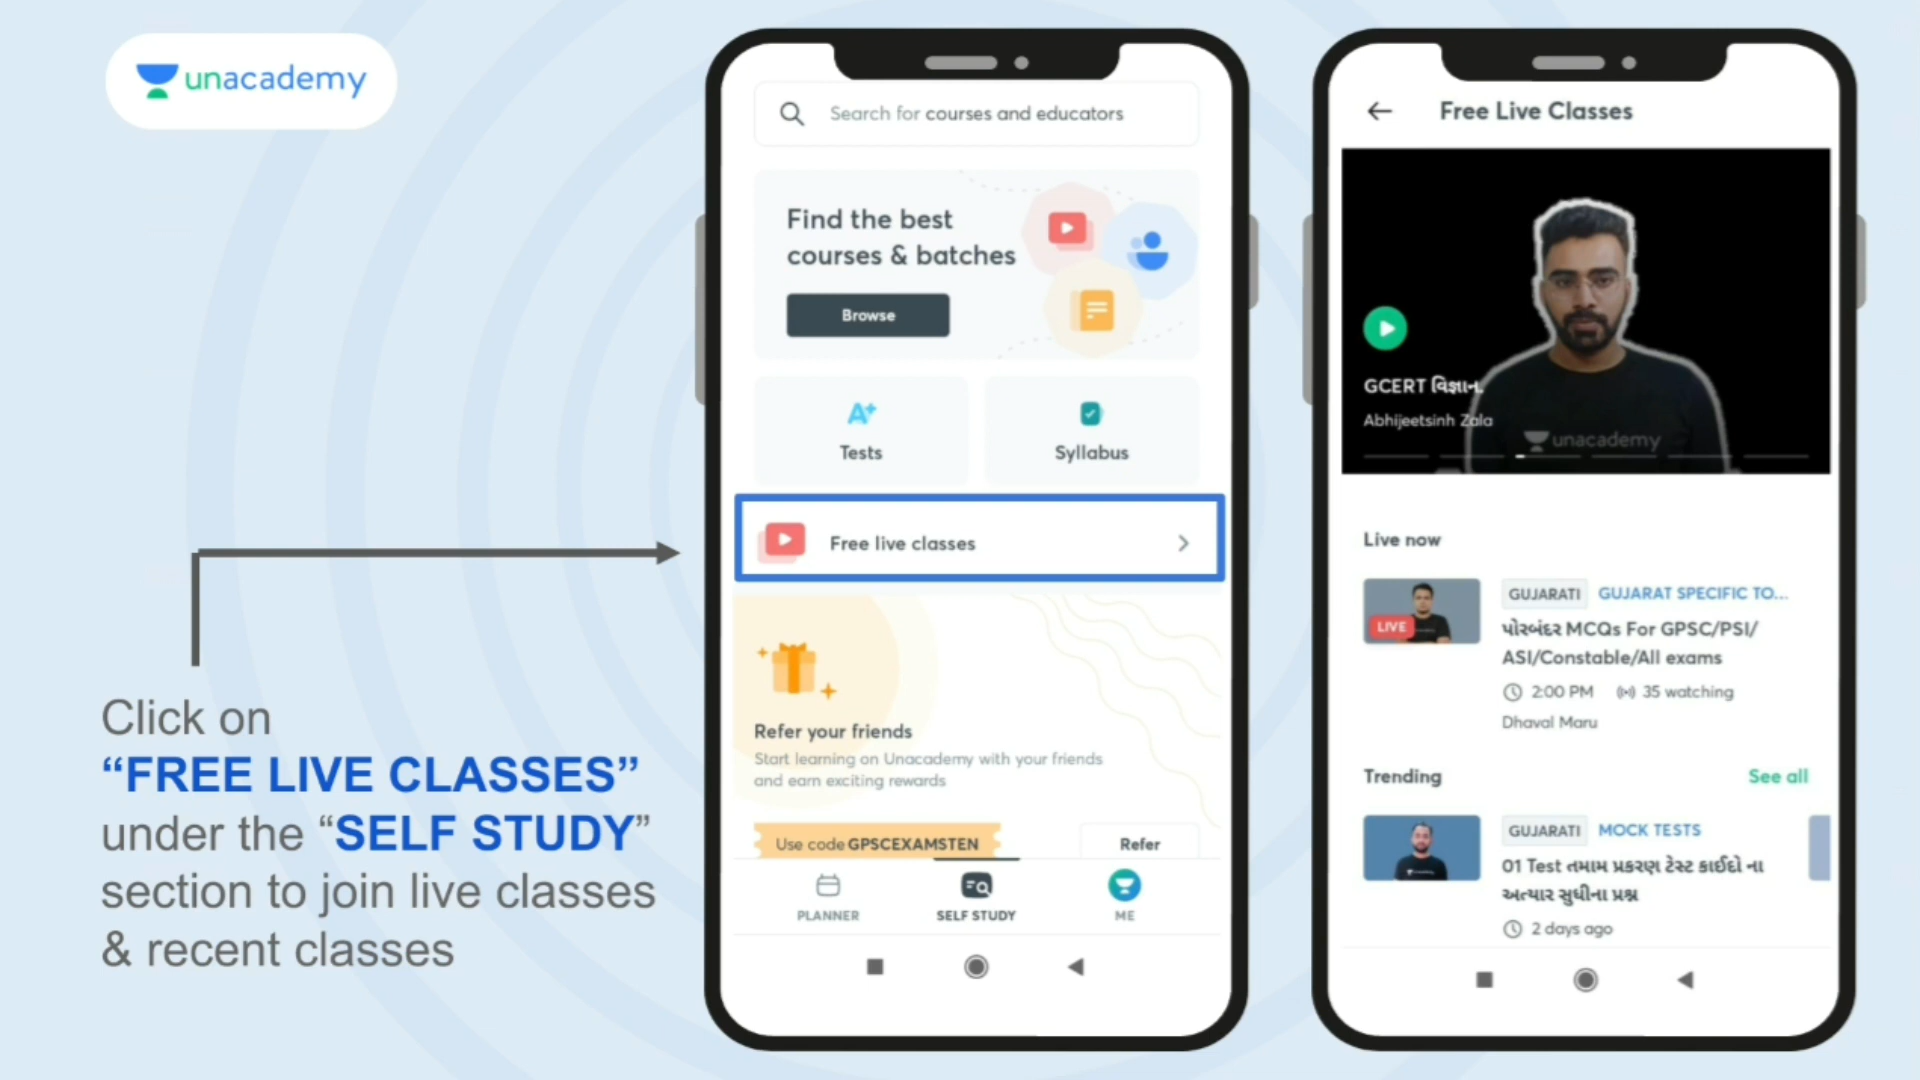 unacademy
Click on
“FREE LIVE CLASSES”
under the “SELF STUDY”
section to join live classes
& recent classes
Search for courses and educators
Find the best
courses & batches
Browse
Tests
Syllabus
Free live classes
Refer your friends
Start learning on Unacademy with your friends
and earn exciting rewards
Use code GPSCEXAMSTEN
Refer
PLANNER
SELF STUDY
ME
Free Live Classes
GCERT વિજ્ઞાન.
Abhijeetsinh Zala
unacademy
Live now
LIVE
GUJARATI GUJARAT SPECIFIC TO...
પોરબંદર MCQs For GPSC/PSI/
ASI/Constable/All exams
2:00 PM 35 watching
Dhaval Maru
Trending
See all
GUJARATI MOCK TESTS
01 Test તમામ પ્રકરણ ટેસ્ટ કાઈદો ના
અત્યાર સુધીના પ્રશ્ન
2 days ago